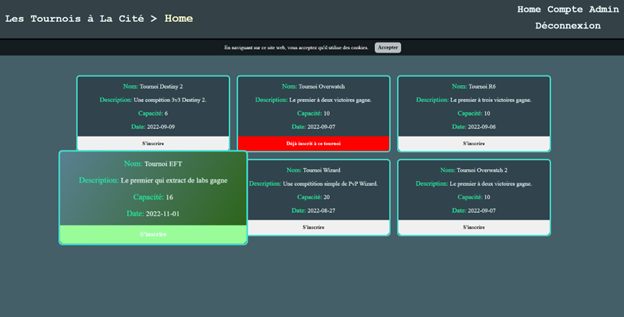 Les Tournois à La Cité > Home
Home Compte Admin
Déconnexion
En naviguant sur ce site web, vous acceptez qu'il utilise des cookies. Accepter
Nom: Tournoi Destiny 2
Description: Une compétion 3v3 Destiny 2.
Capacité: 6
Date: 2022-09-09
S'inscrire
Nom: Tournoi Overwatch
Description: Le premier à deux victoires gagne.
Capacité: 10
Date: 2022-09-07
Déjà inscrit à ce tournoi
Nom: Tournoi R6
Description: Le premier à trois victoires gagne.
Capacité: 10
Date: 2022-09-06
S'inscrire
Nom: Tournoi EFT
Description: Le premier qui extract de labs gagne
Capacité: 16
Date: 2022-11-01
S'inscrire
Nom: Tournoi Wizard
Description: Une compétition simple de PvP Wizard.
Capacité: 20
Date: 2022-08-27
S'inscrire
Nom: Tournoi Overwatch 2
Description: Le premier à deux victoires gagne.
Capacité: 10
Date: 2022-09-07
S'inscrire